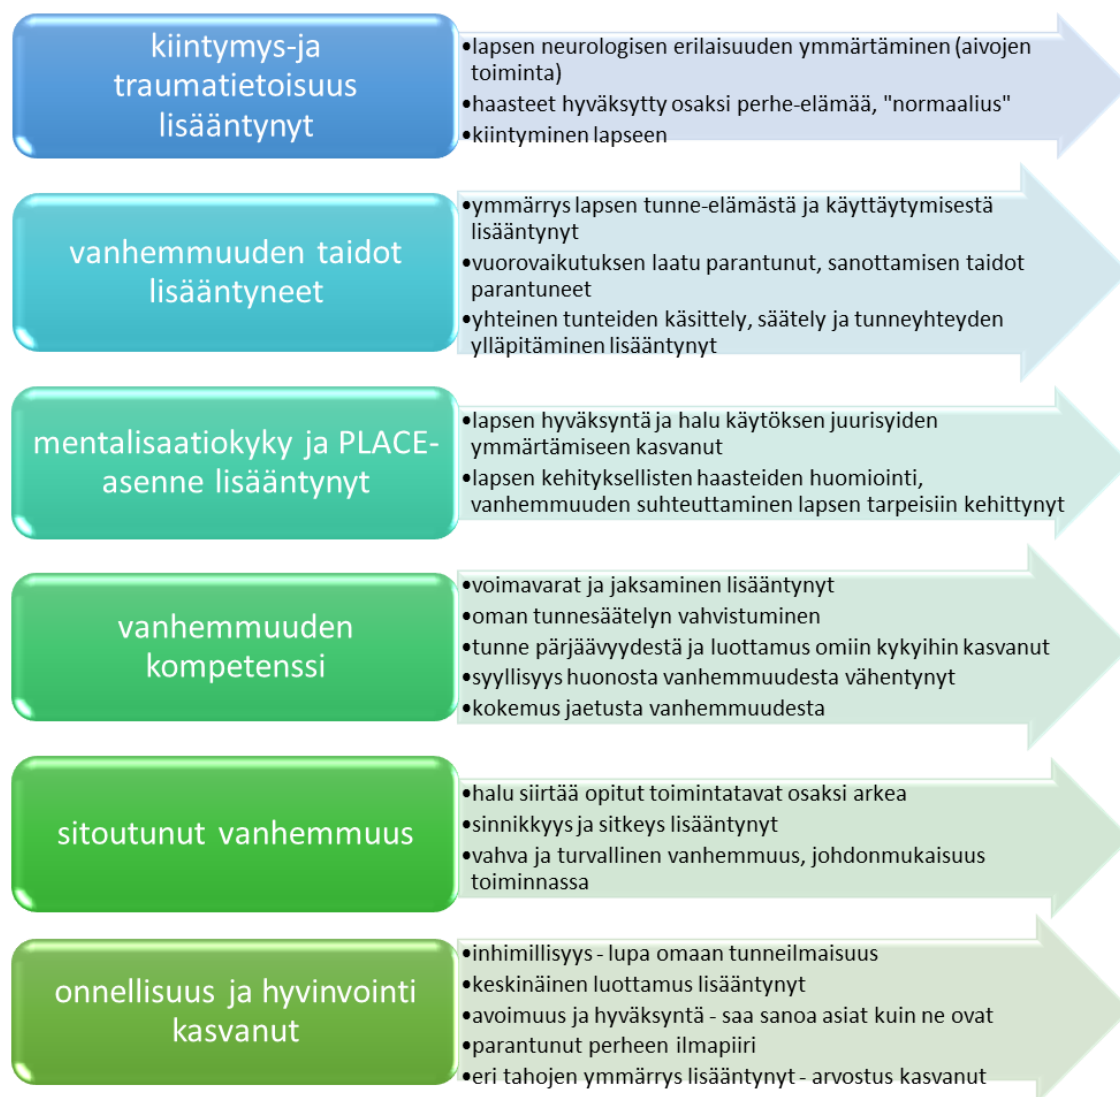 kiintymys-ja
traumatietoisuus
lisääntynyt
•lapsen neurologisen erilaisuuden ymmärtäminen (aivojen
toiminta)
•haasteet hyväksytty osaksi perhe-elämää, "normaalius"
•kiintyminen lapseen
vanhemmuuden taidot
lisääntyneet
•ymmärrys lapsen tunne-elämästä ja käyttäytymisestä
lisääntynyt
•vuorovaikutuksen laatu parantunut, sanottamisen taidot
parantuneet
•yhteinen tunteiden käsittely, säätely ja tunneyhteyden
ylläpitäminen lisääntynyt
mentalisaatiokyky ja PLACE-
asenne lisääntynyt
•lapsen hyväksyntä ja halu käytöksen juurisyiden
ymmärtämiseen kasvanut
•lapsen kehityksellisten haasteiden huomiointi,
vanhemmuuden suhteuttaminen lapsen tarpeisiin kehittynyt
vanhemmuuden
kompetenssi
•voimavarat ja jaksaminen lisääntynyt
•oman tunnesäätelyn vahvistuminen
•tunne pärjäävyydestä ja luottamus omiin kykyihin kasvanut
•syyllisyys huonosta vanhemmuudesta vähentynyt
•kokemus jaetusta vanhemmuudesta
sitoutunut vanhemmuus
•halu siirtää opitut toimintatavat osaksi arkea
•sinnikkyys ja sitkeys lisääntynyt
•vahva ja turvallinen vanhemmuus, johdonmukaisuus
toiminnassa
onnellisuus ja hyvinvointi
kasvanut
•inhimillisyys - lupa omaan tunneilmaisuus
•keskinäinen luottamus lisääntynyt
•avoimuus ja hyväksyntä - saa sanoa asiat kuin ne ovat
•parantunut perheen ilmapiiri
•eri tahojen ymmärrys lisääntynyt - arvostus kasvanut